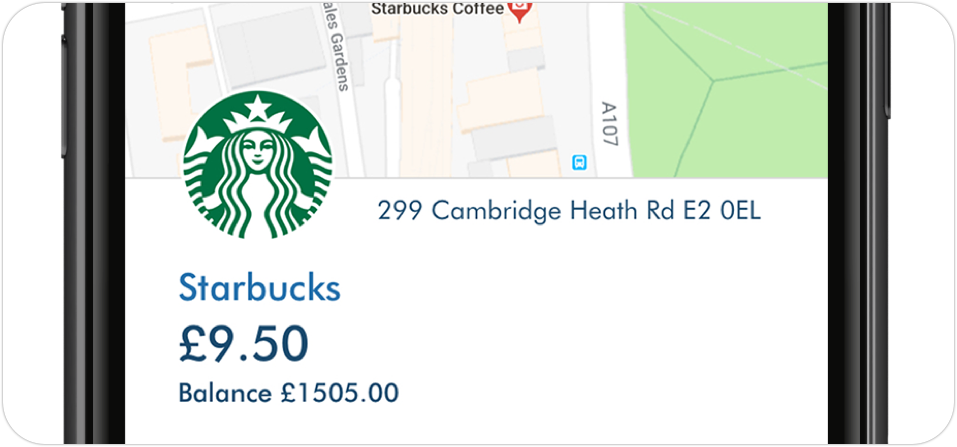 Starbucks Coffee
ales Gardens
A107
299 Cambridge Heath Rd E2 0EL
Starbucks
£9.50
Balance £1505.00